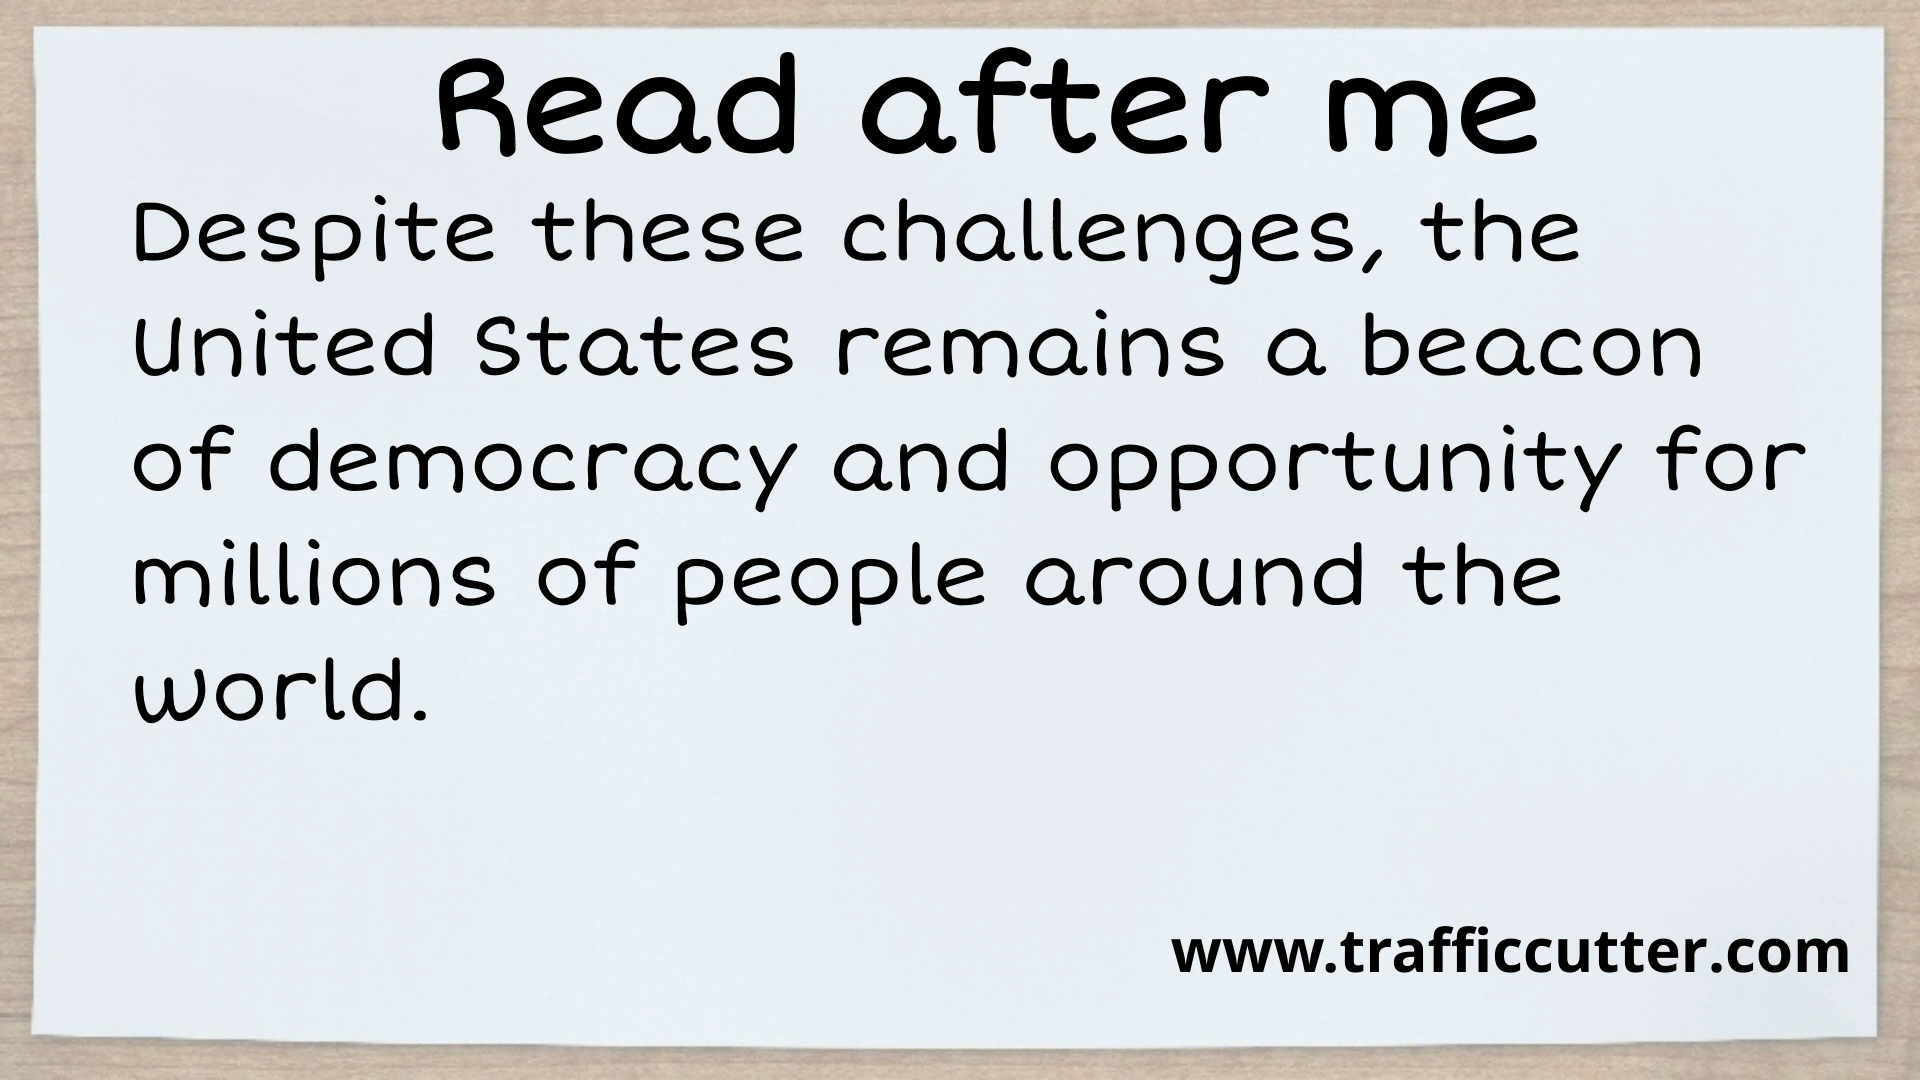 Read after me
Despite these challenges, the
United States remains a beacon
of democracy and opportunity for
millions of people around the
world.
www.trafficcutter.com